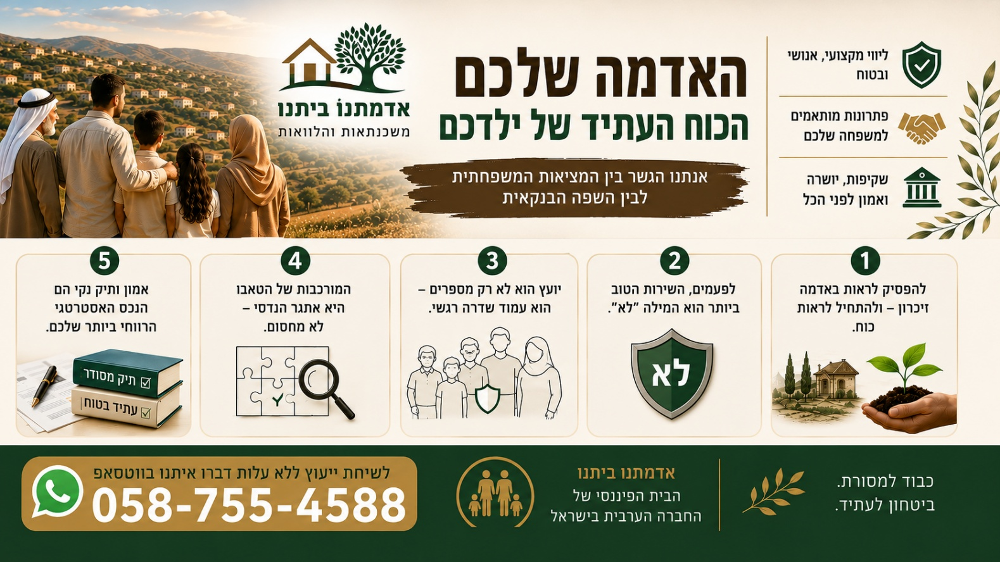 אדמתנו ביתנו
משכנתאות והלוואות
האדמה שלכם
הכוח העתיד של ילדכם
אנתנו הגשר בין המציאות המשפחתית
לבין השפה הבנקאית
ליווי מקצועי, אנושי
ובטוח
פתרונות מותאמים
למשפחה שלכם
שקיפות, יושרה
ואמון לפני הכל
1
להפסיק לראות באדמה
זיכרון – ולהתחיל לראות
כוח.
2
לפעמים, השירות הטוב
ביותר הוא המילה "לא".
לא
3
יועץ הוא לא רק מספרים –
הוא עמוד שדרה רגשי.
4
המורכבות של הטאבו
היא אתגר הנדסי –
לא מחסום.
5
אמון ותיק נקי הם
הנכס האסטרטגי
הרווחי ביותר שלכם.
תיק מסודר
עתיד בטוח
כבוד למסורת.
ביטחון לעתיד.
אדמתנו ביתנו
הבית הפיננסי של
החברה הערבית בישראל
לשיחת ייעוץ ללא עלות דברו איתנו בווטסאפ
058-755-4588